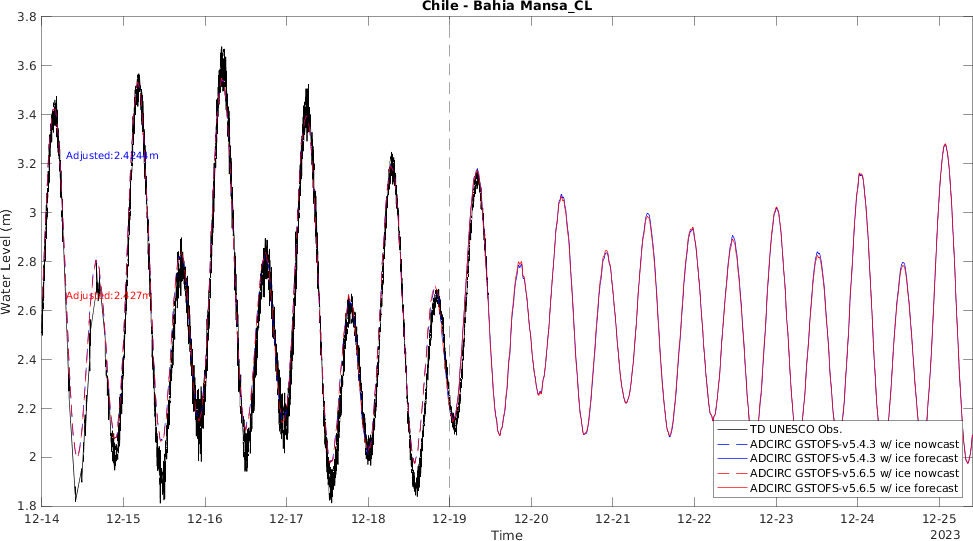 Chile - Bahia Mansa_CL
3.8
3.6
3.4
3.2
3
2.8
2.6
2.4
2.2
2
1.8
Water Level (m)
Adjusted:2.4244m
Adjusted:2.427m
TD UNESCO Obs.
ADCIRC GSTOFS-v5.4.3 w/ ice nowcast
ADCIRC GSTOFS-v5.4.3 w/ ice forecast
ADCIRC GSTOFS-v5.6.5 w/ ice nowcast
ADCIRC GSTOFS-v5.6.5 w/ ice forecast
12-14 12-15 12-16 12-17 12-18 12-19 12-20 12-21 12-22 12-23 12-24 12-25
Time 2023